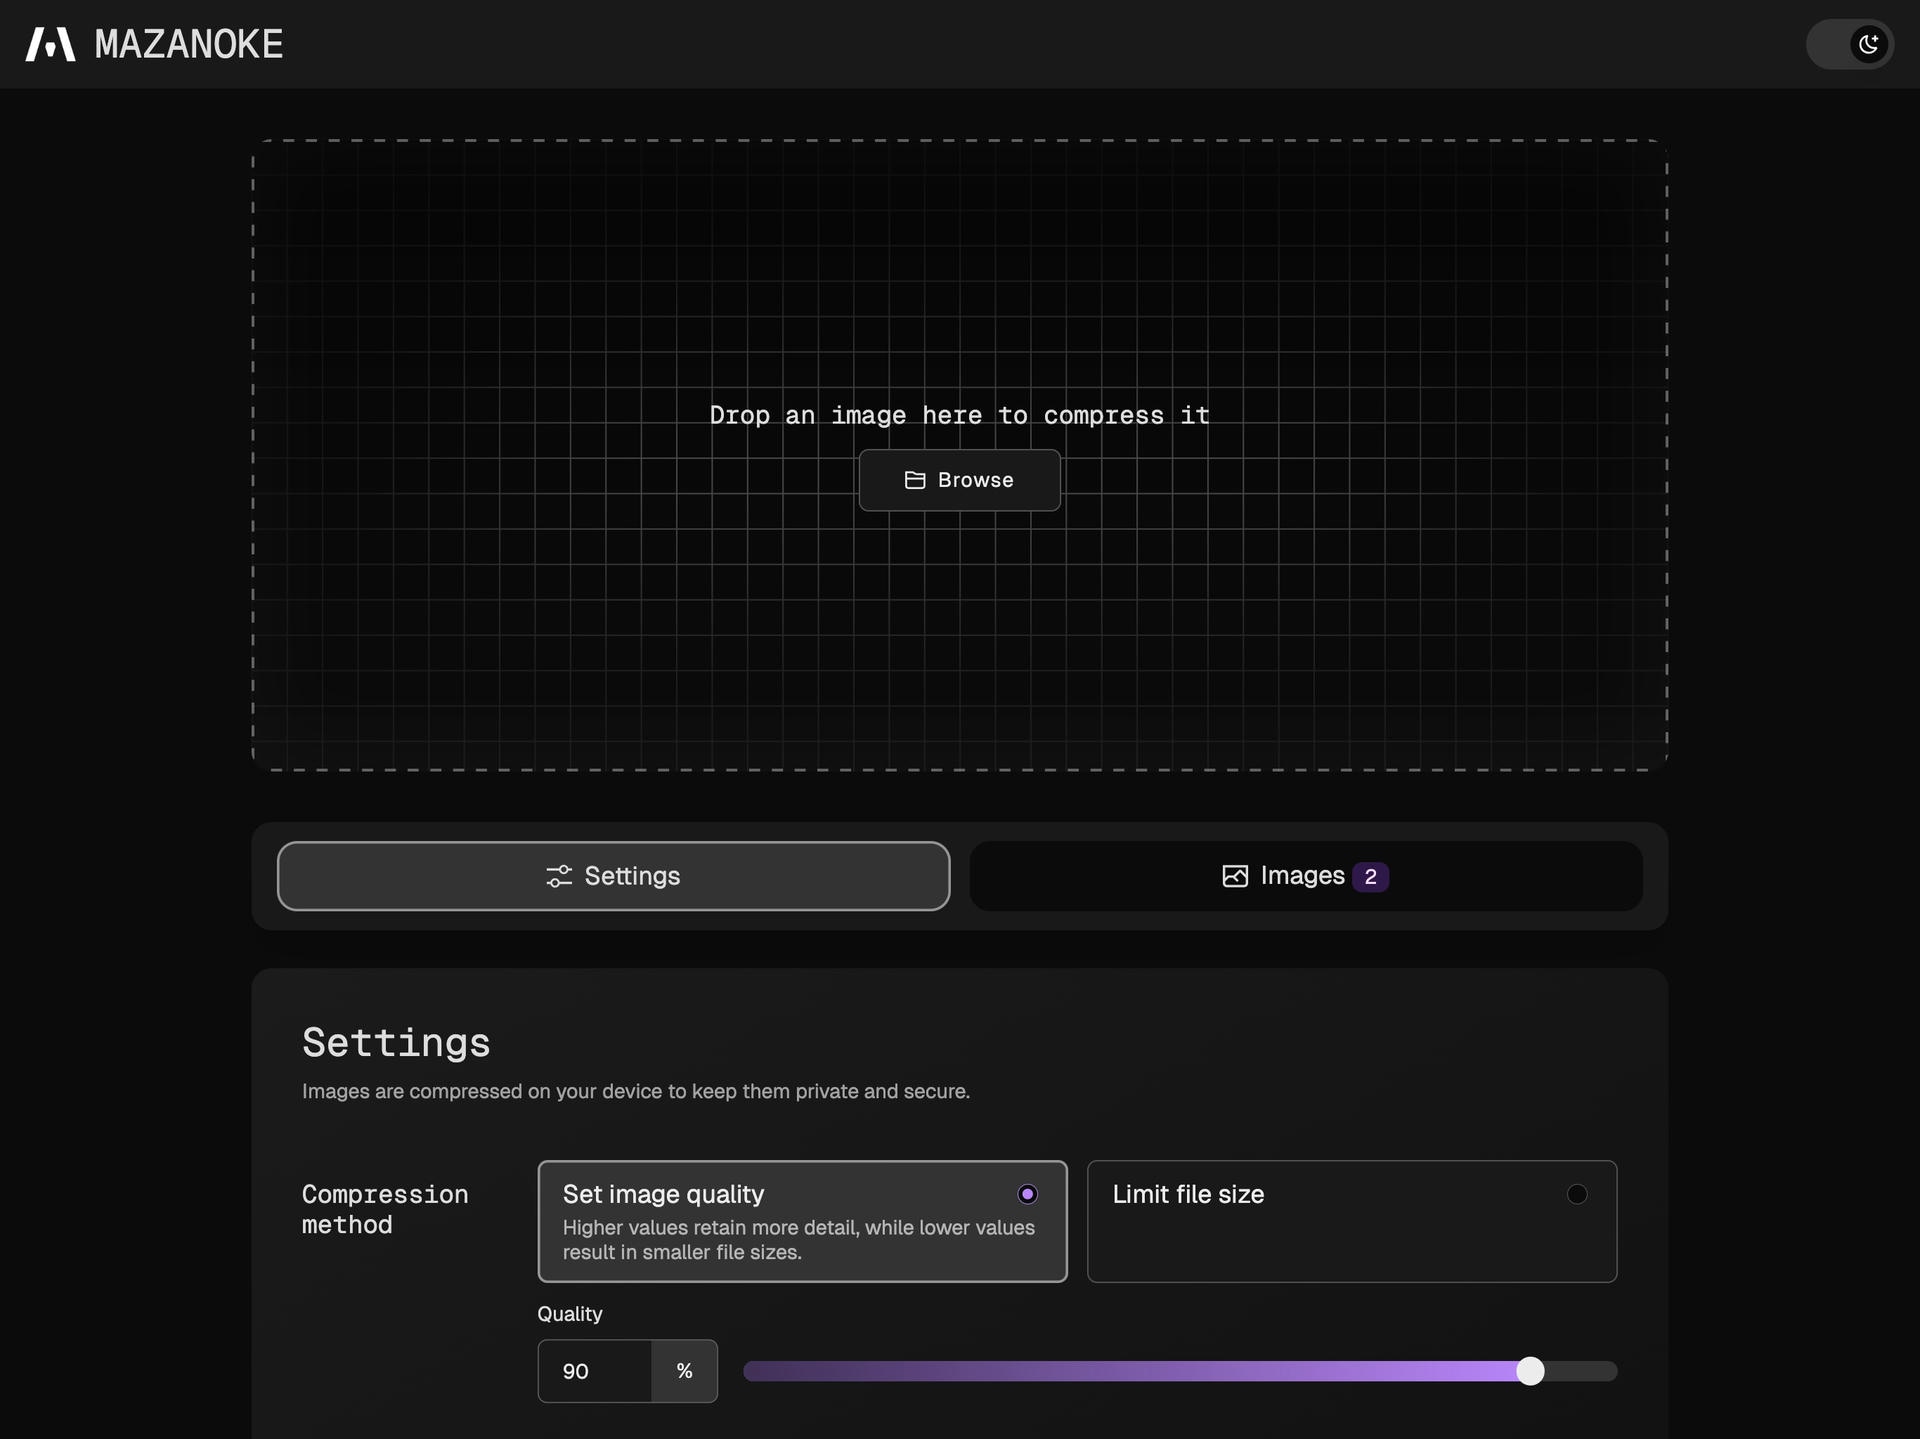 MAZANOKE
Drop an image here to compress it
Browse
Settings
Images 2
Settings
Images are compressed on your device to keep them private and secure.
Compression
method
Set image quality
Higher values retain more detail, while lower values
result in smaller file sizes.
Limit file size
Quality
90 %